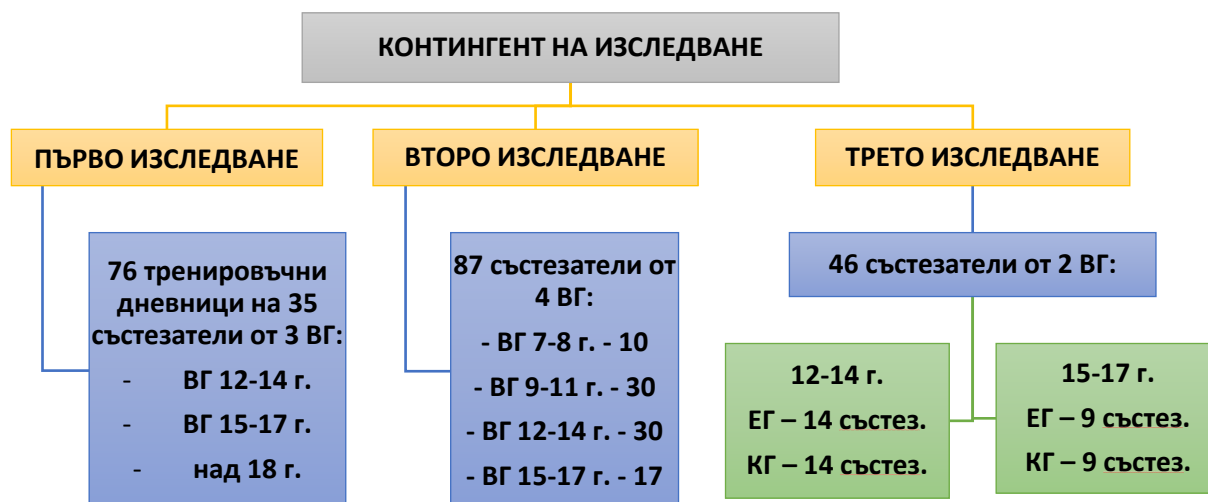 КОНТИНГЕНТ НА ИЗСЛЕДВАНЕ
ПЪРВО ИЗСЛЕДВАНЕ
76 тренировъчни
дневници на 35
състезатели от 3 ВГ:
- ВГ 12-14 г.
- ВГ 15-17 г.
- над 18 г.
ВТОРО ИЗСЛЕДВАНЕ
87 състезатели от
4 ВГ:
- ВГ 7-8 г. - 10
- ВГ 9-11 г. - 30
- ВГ 12-14 г. - 30
- ВГ 15-17 г. - 17
ТРЕТО ИЗСЛЕДВАНЕ
46 състезатели от 2 ВГ:
12-14 г.
ЕГ – 14 състез.
КГ – 14 състез.
15-17 г.
ЕГ – 9 състез.
КГ – 9 състез.